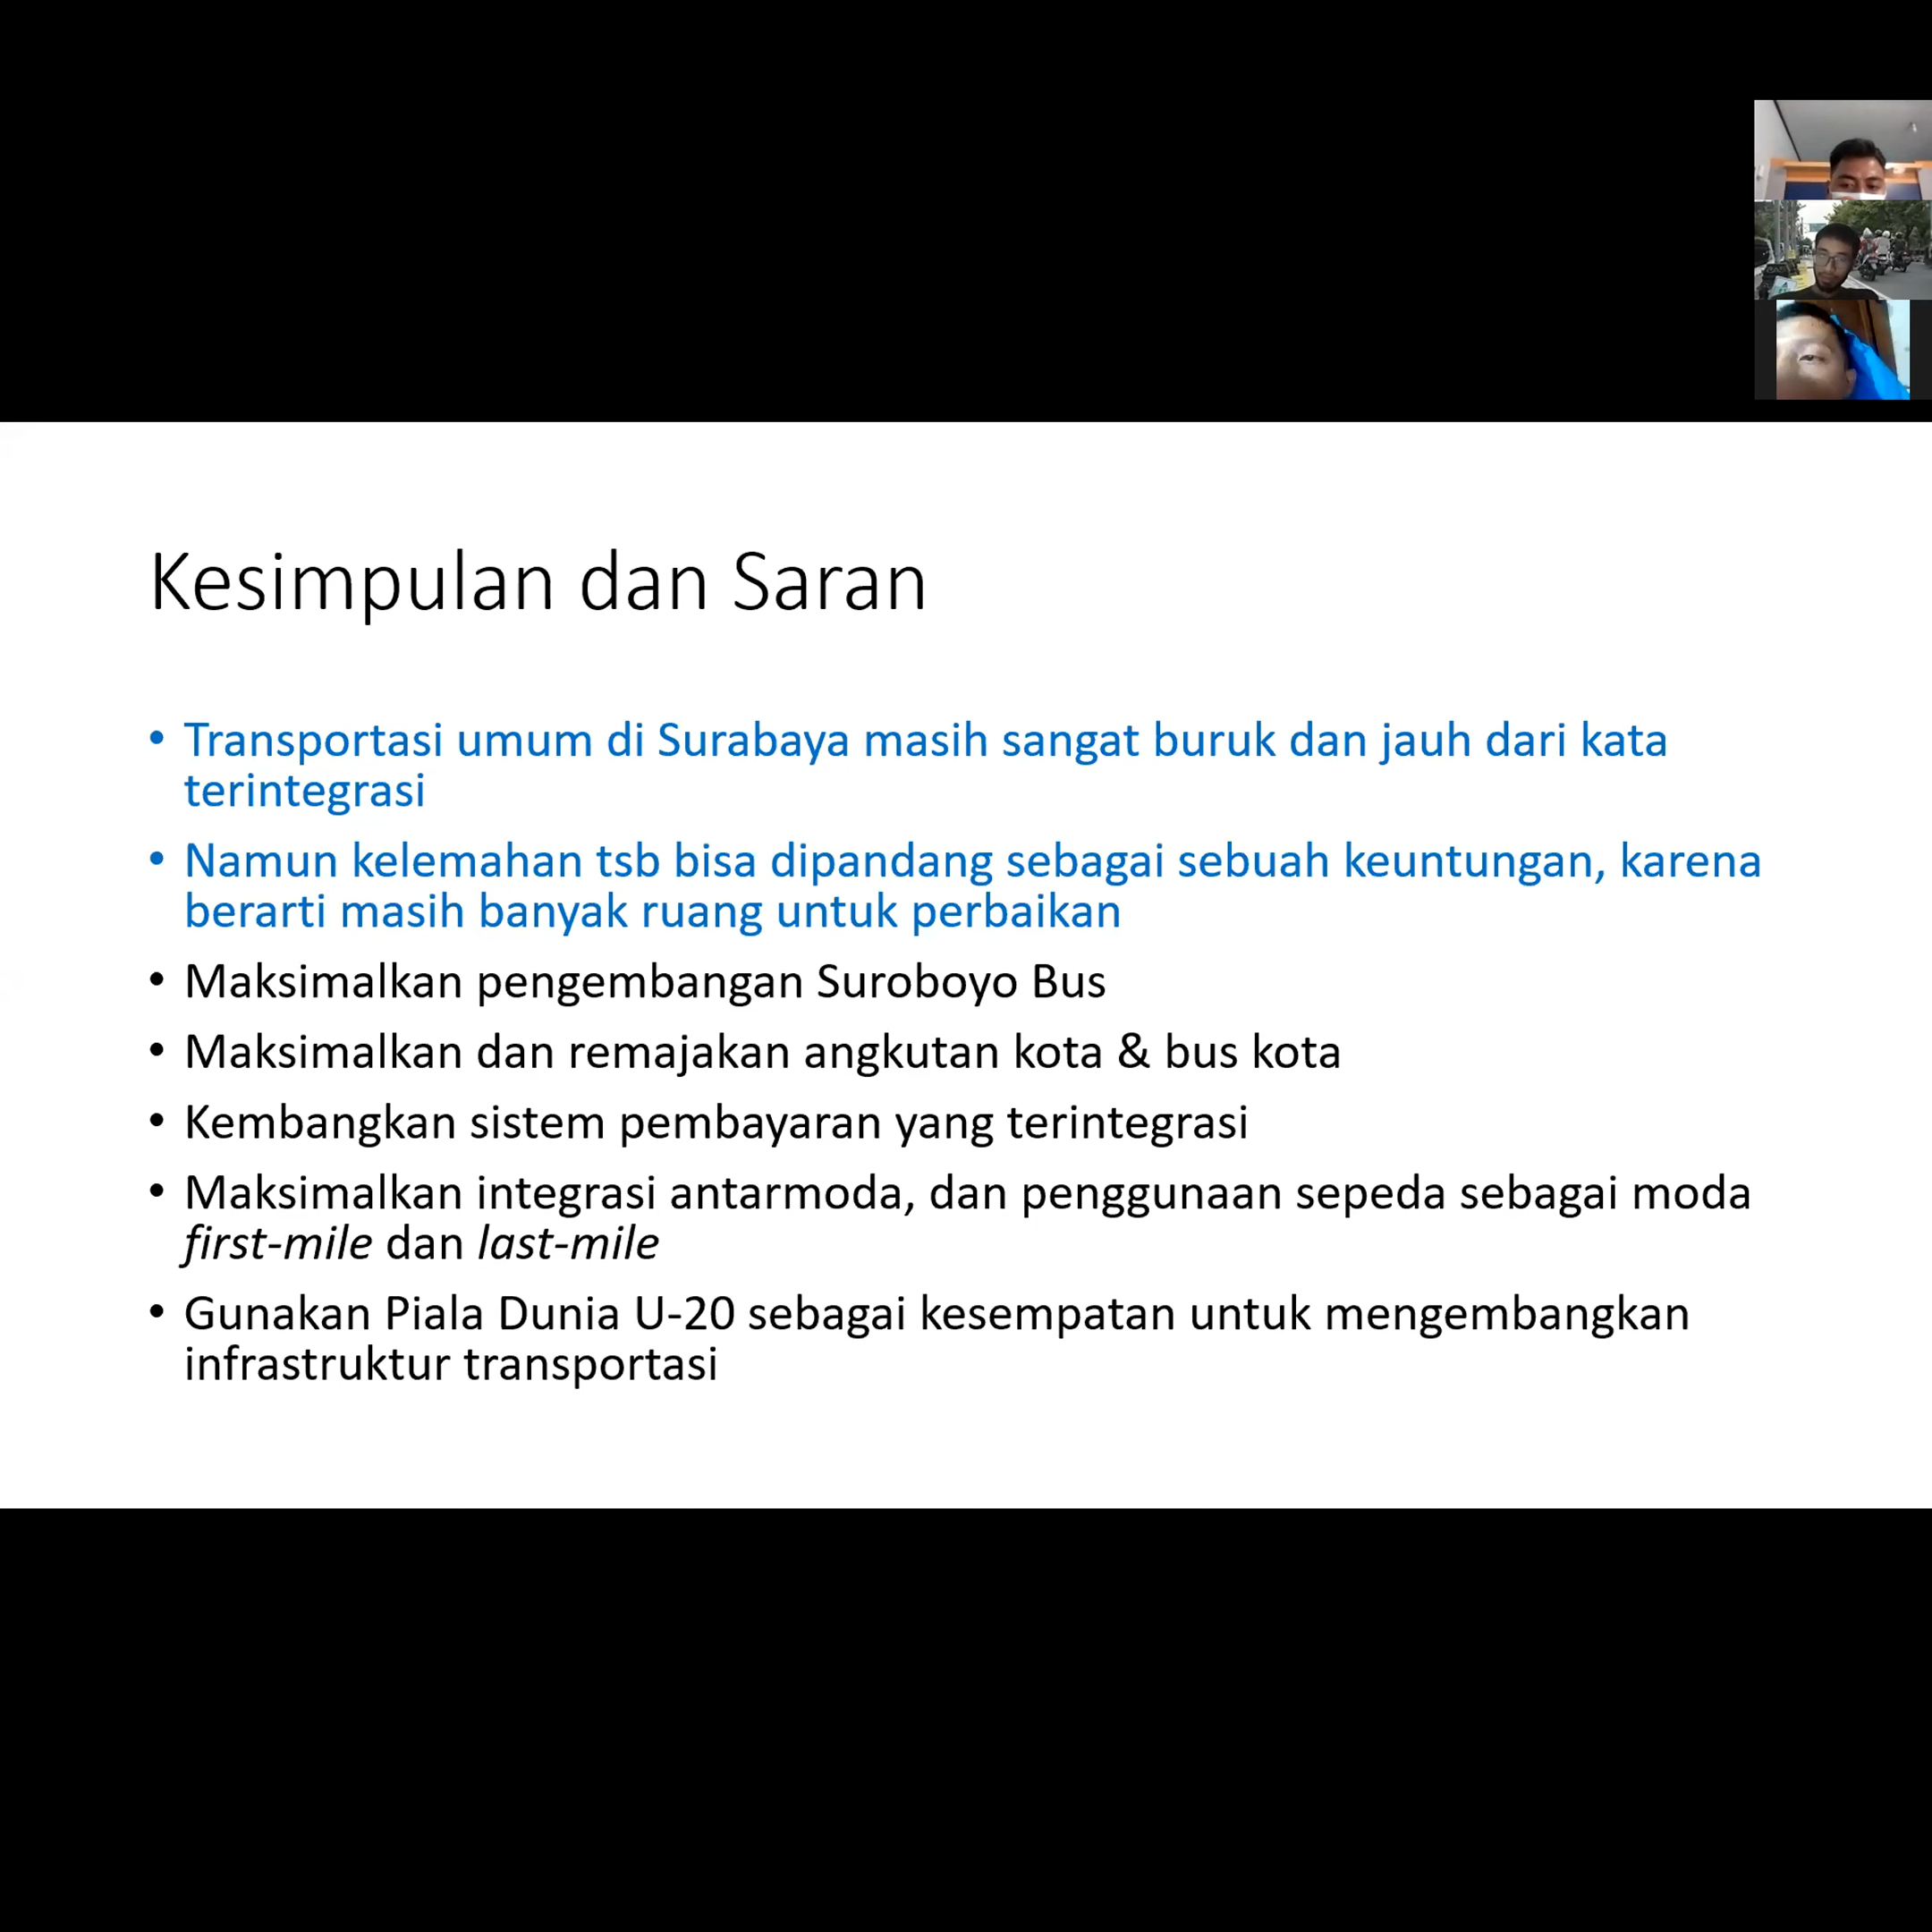 Kesimpulan dan Saran
• Transportasi umum di Surabaya masih sangat buruk dan jauh dari kata
terintegrasi
• Namun kelemahan tsb bisa dipandang sebagai sebuah keuntungan, karena
berarti masih banyak ruang untuk perbaikan
• Maksimalkan pengembangan Suroboyo Bus
• Maksimalkan dan remajakan angkutan kota & bus kota
• Kembangkan sistem pembayaran yang terintegrasi
• Maksimalkan integrasi antarmoda, dan penggunaan sepeda sebagai moda
first-mile dan last-mile
• Gunakan Piala Dunia U-20 sebagai kesempatan untuk mengembangkan
infrastruktur transportasi